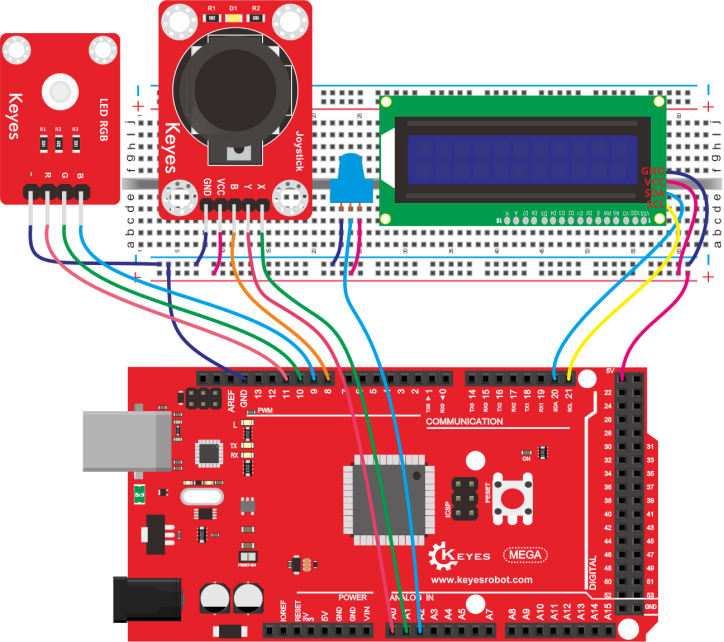 Keyes
LED RGB
R1 R2 R3
- R G B
R1 D1 R2
Keyes
Joystick
Keyes
GND VCC B Y X
GND
VCC
SDA
SCL
a b c d e
f g h i j
AREF
GND
13
12
11
10
9
8
7
6
5
4
3
2
TX0 ▶ 1
RX0 ◀ 0
TX3 14
RX3 15
TX2 16
RX2 17
TX1 18
RX1 19
SDA 20
SCL 21
5V
PWM
COMMUNICATION
L
TX
RX
ON
ICSP
RESET
22
24
26
28
30 31
32 33
34 35
36 37
38 39
40 41
42 43
44 45
46 47
48 49
50 51
52 53
GND
DIGITAL
KEYES
MEGA
www.keyesrobot.com
POWER
ANALOG IN
IOREF
RESET
3V3
5V
GND
GND
VIN
A0
A1
A2
A3
A4
A5
A7
A8
A9
A10
A11
A12
A13
A14
A15